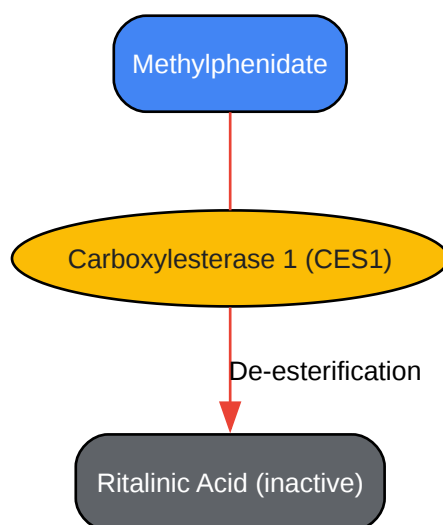 Methylphenidate
Carboxylesterase 1 (CES1)
De-esterification
Ritalinic Acid (inactive)